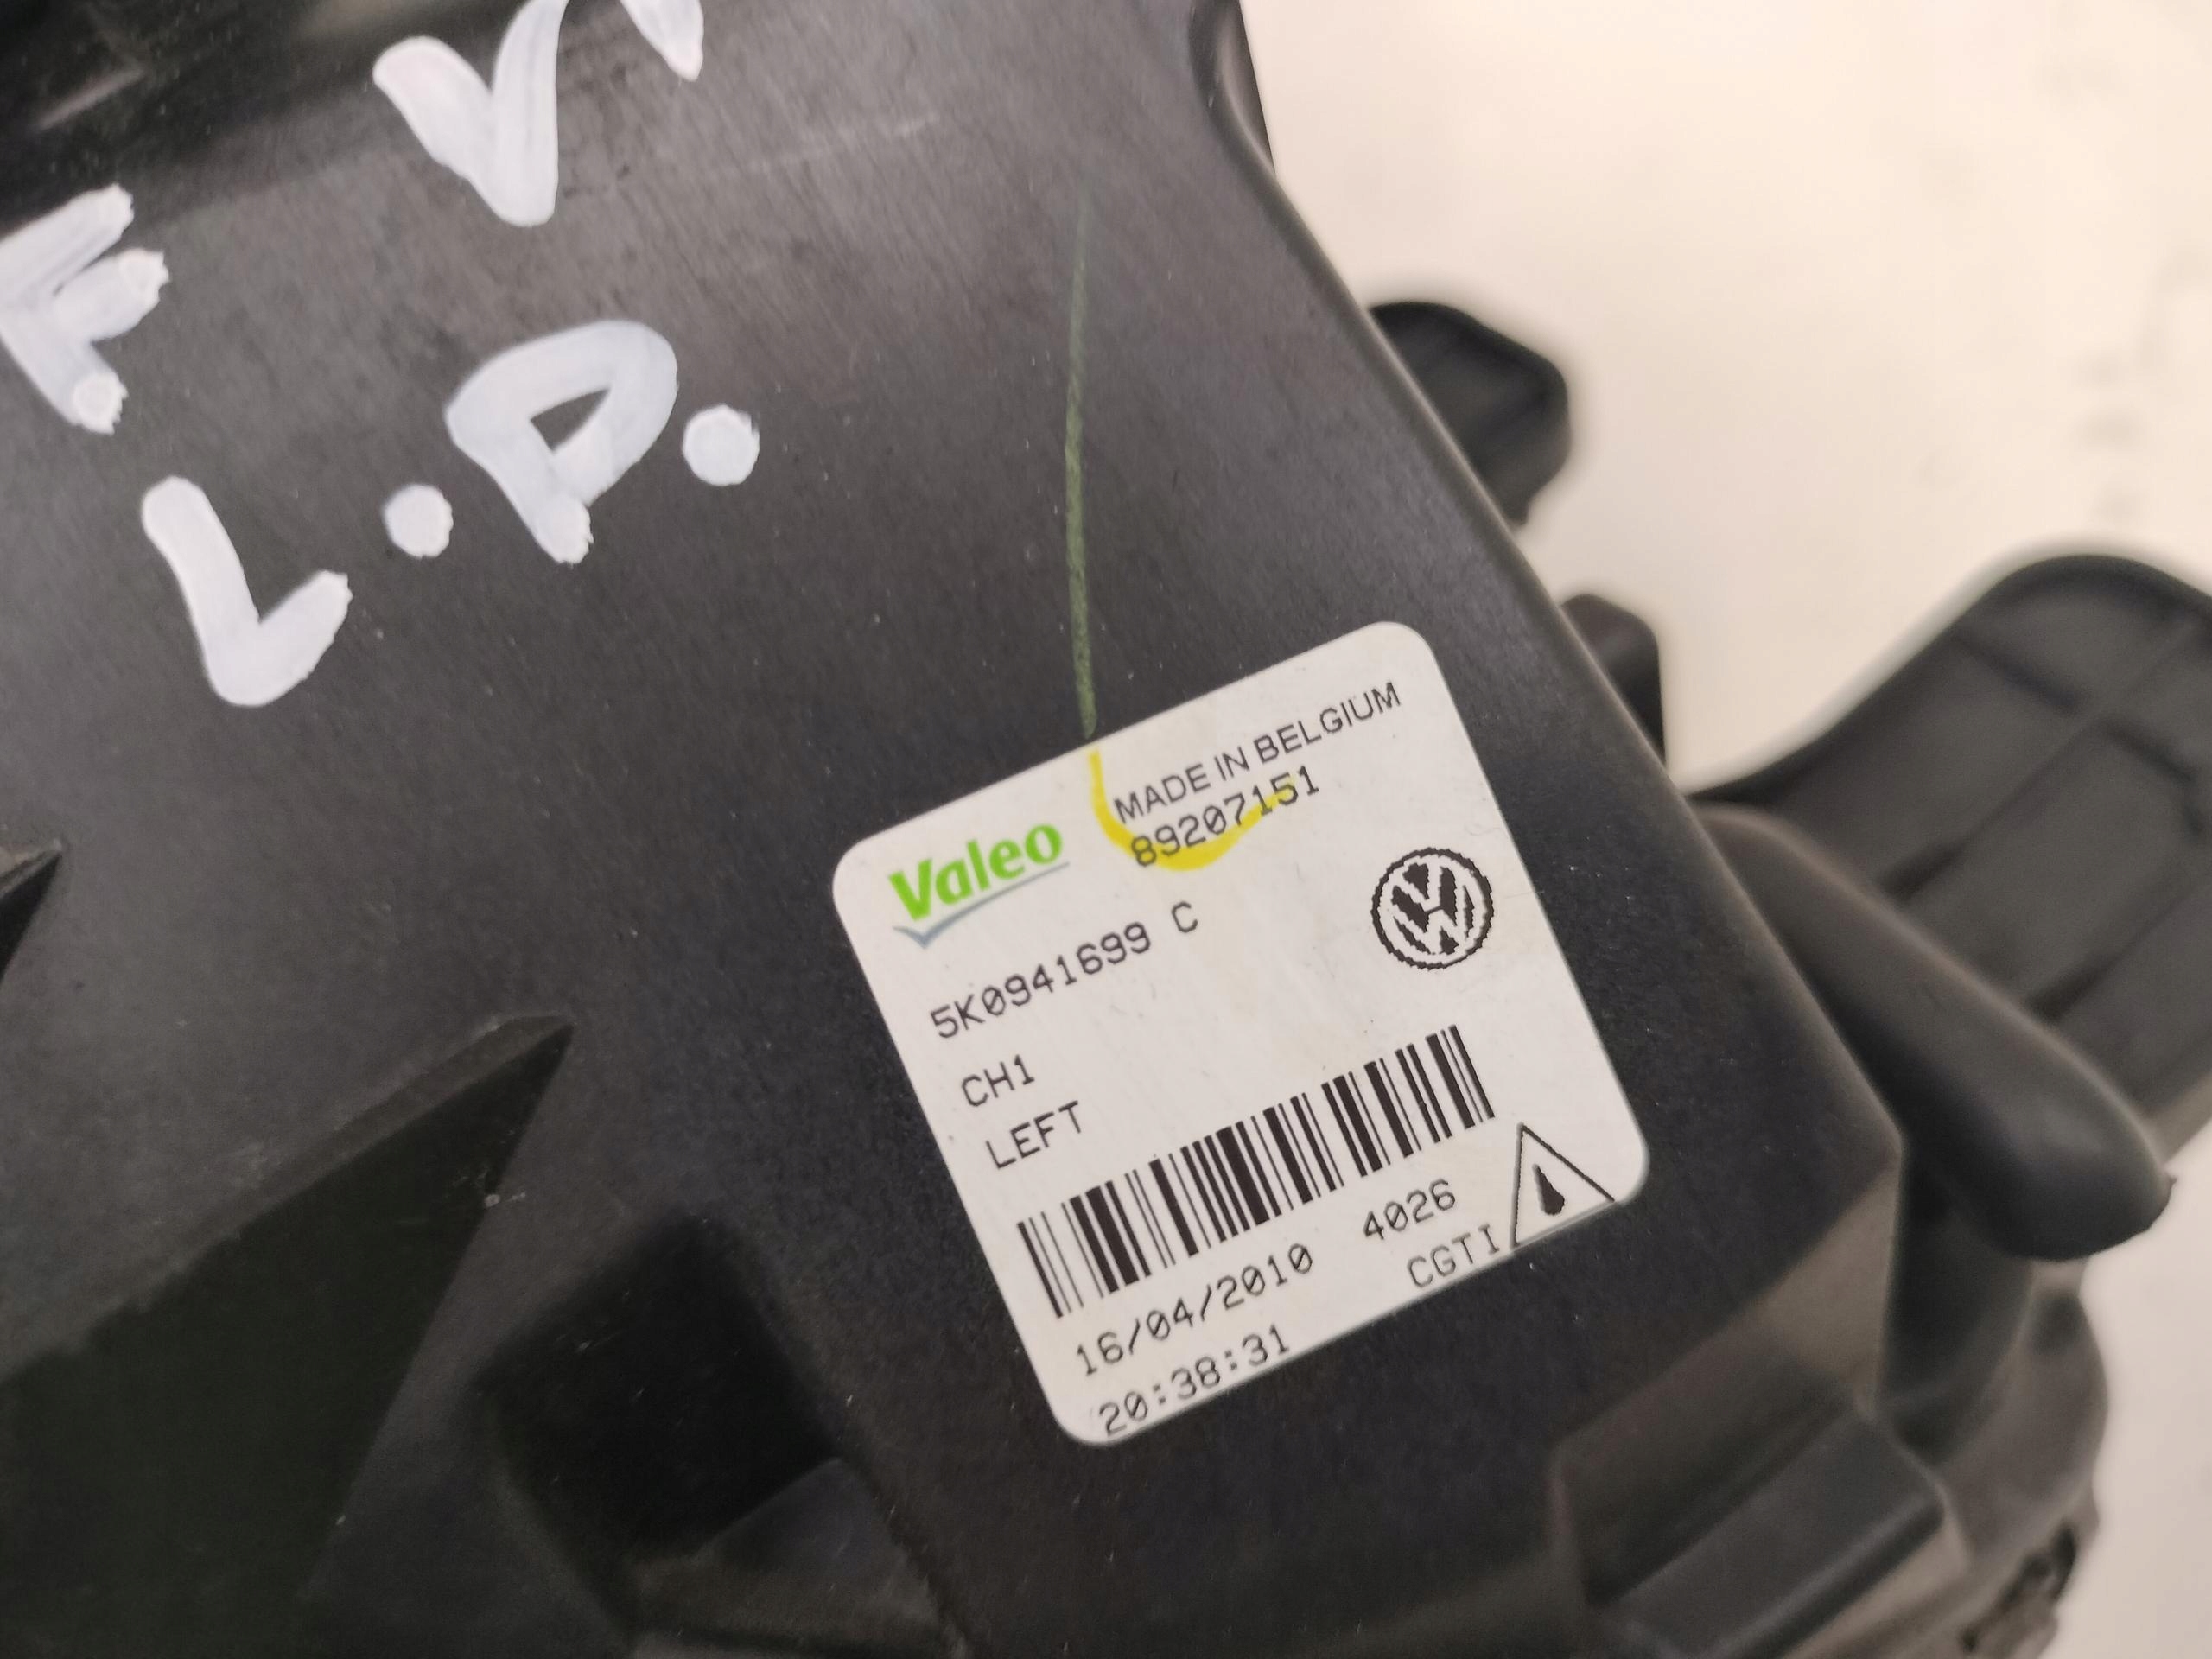 L.P.
Valeo
MADE IN BELGIUM
89207151
5K0941699 C
CH1
LEFT
16/04/2010 4026
20:38:31 CGTI